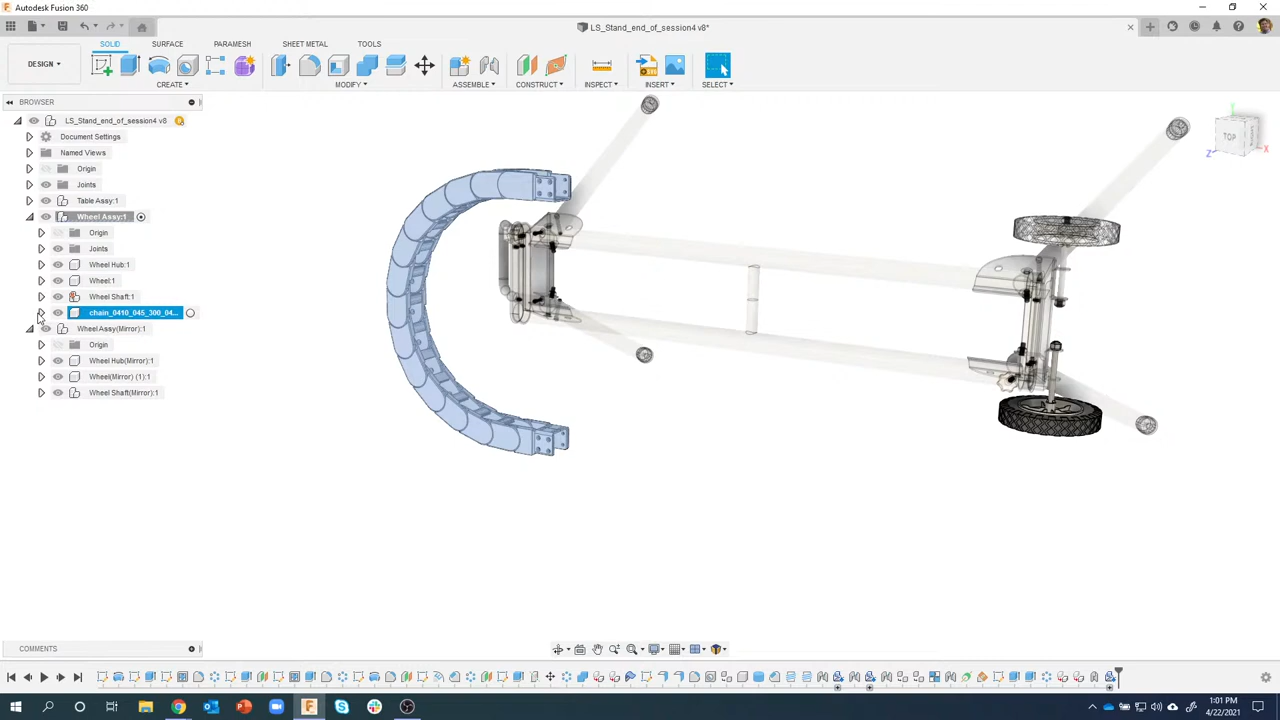 Autodesk Fusion 360
LS_Stand_end_of_session4 v8*
SOLID SURFACE PARAMESH SHEET METAL TOOLS
DESIGN
CREATE MODIFY ASSEMBLE CONSTRUCT INSPECT INSERT SELECT
BROWSER
LS_Stand_end_of_session4 v8
Document Settings
Named Views
Origin
Joints
Table Assy:1
Wheel Assy:1
Origin
Joints
Wheel Hub:1
Wheel:1
Wheel Shaft:1
chain_0410_045_300_04...
Wheel Assy(Mirror):1
Origin
Wheel Hub(Mirror):1
Wheel(Mirror) (1):1
Wheel Shaft(Mirror):1
Y
TOP
Z
X
COMMENTS
1:01 PM
4/22/2021